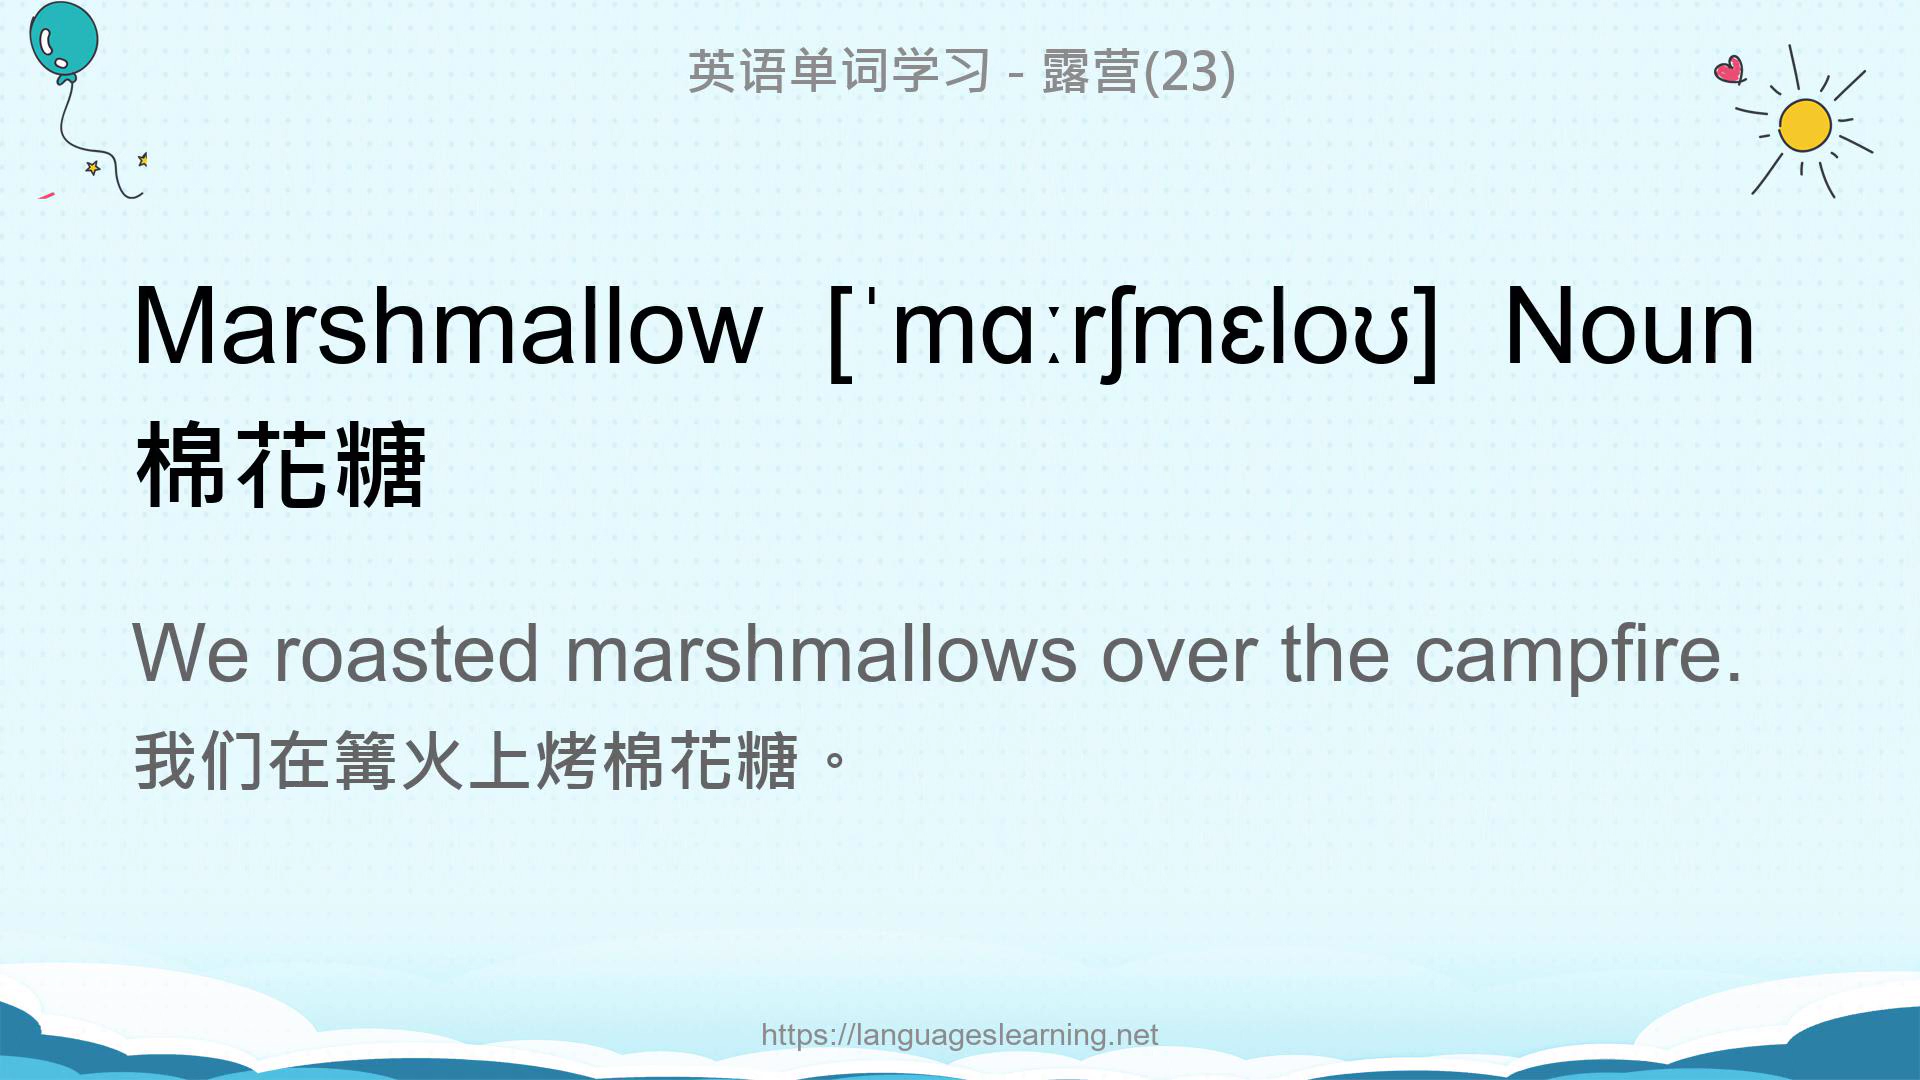 英语单词学习 - 露营(23)
Marshmallow [ˈmɑːrʃmɛloʊ] Noun
棉花糖
We roasted marshmallows over the campfire.
我们在篝火上烤棉花糖。
https://languageslearning.net